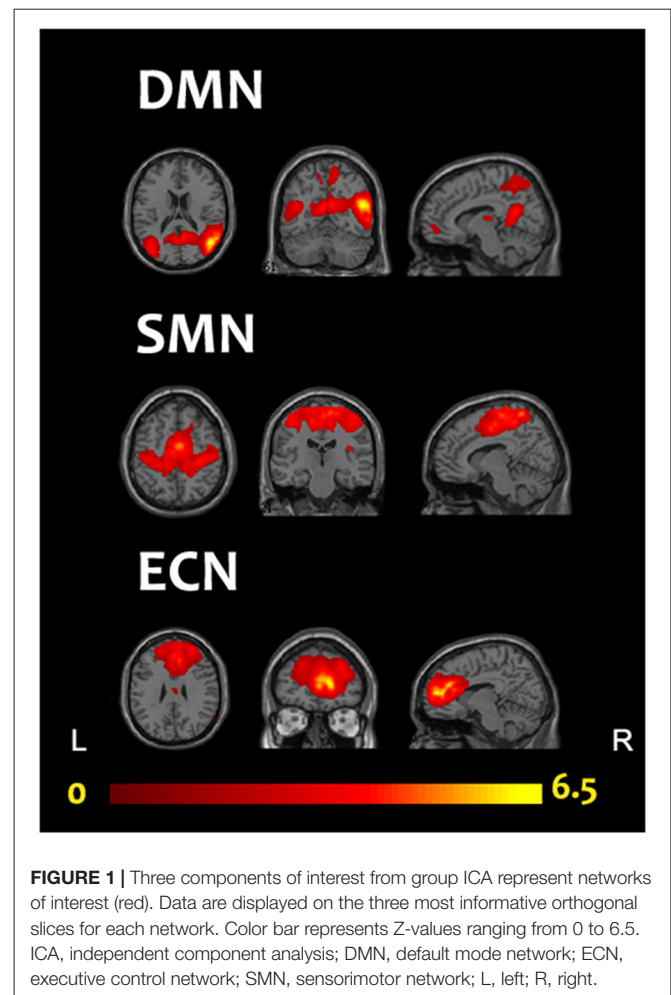 DMN
SMN
ECN
L
R
0
6.5
FIGURE 1 | Three components of interest from group ICA represent networks
of interest (red). Data are displayed on the three most informative orthogonal
slices for each network. Color bar represents Z-values ranging from 0 to 6.5.
ICA, independent component analysis; DMN, default mode network; ECN,
executive control network; SMN, sensorimotor network; L, left; R, right.